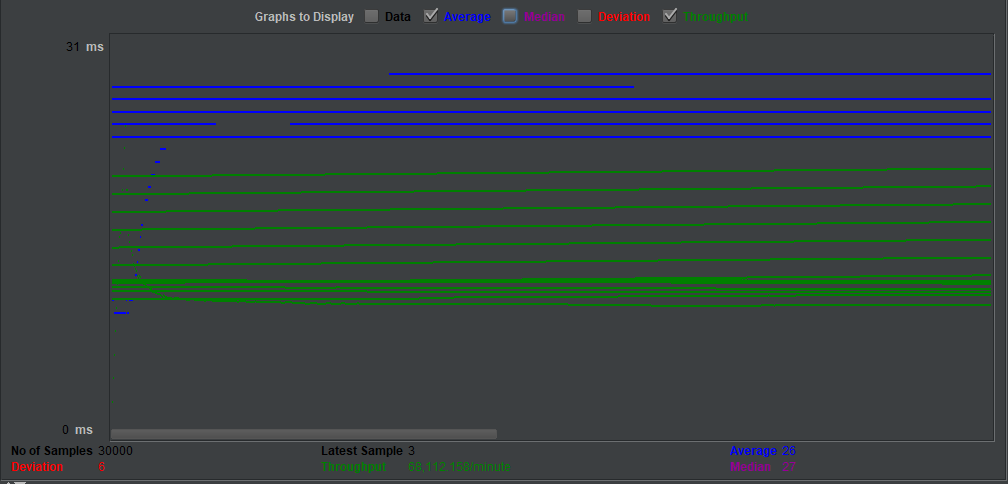 Graphs to Display Data Average Median Deviation Throughput
31 ms
0 ms
No of Samples 30000 Latest Sample 3 Average 26
Deviation 6 Throughput 68,112.158/minute Median 27